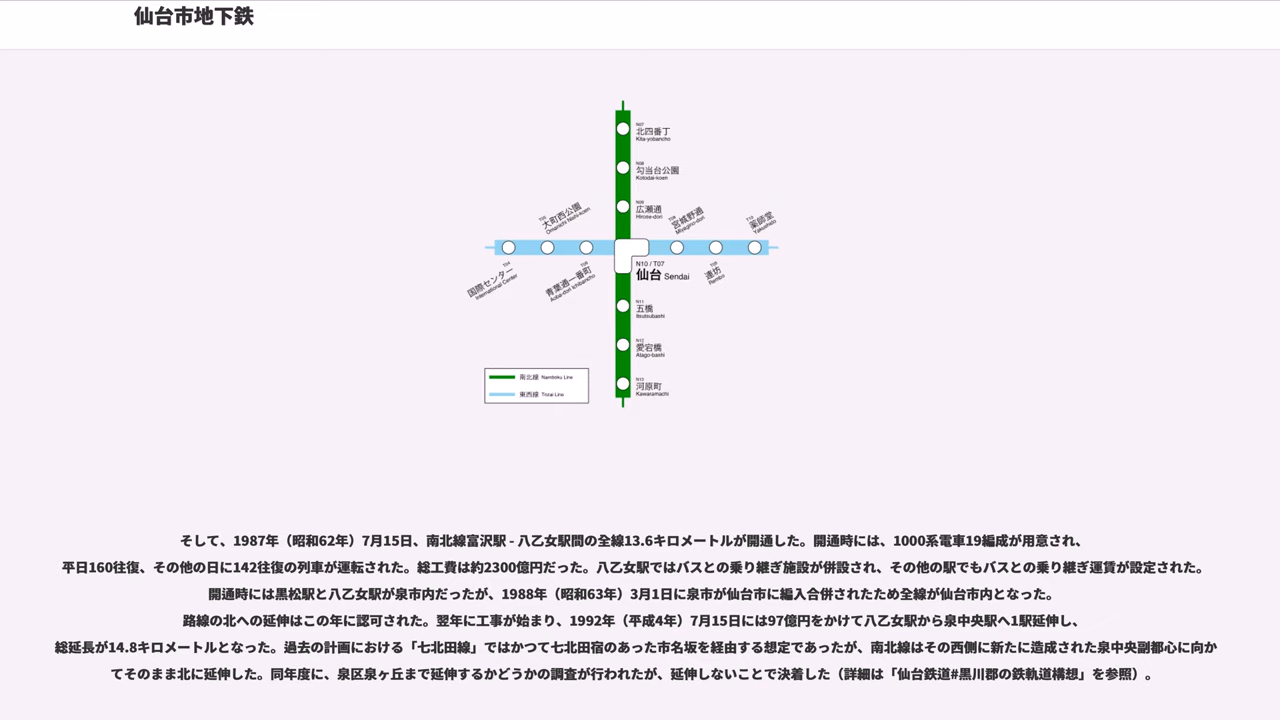 仙台市地下鉄
N07
北四番丁
Kita-yobancho
N08
勾当台公園
Kotodai-koen
N09
広瀬通
Hirose-dori
T05
大町西公園
Omanichi Nishi-koen
T08
宮城野通
Miyagino-dori
T10
薬師堂
Yakushido
T04
国際センター
International Center
T06
青葉通一番町
Aoba-dori Ichibancho
N10 / T07
仙台 Sendai
T09
連坊
Rembo
N11
五橋
Itsutsubashi
N12
愛宕橋
Atago-bashi
N13
河原町
Kawaramachi
南北線 Namboku Line
東西線 Tozai Line
そして、1987年（昭和62年）7月15日、南北線富沢駅 - 八乙女駅間の全線13.6キロメートルが開通した。開通時には、1000系電車19編成が用意され、
平日160往復、その他の日に142往復の列車が運転された。総工費は約2300億円だった。八乙女駅ではバスとの乗り継ぎ施設が併設され、その他の駅でもバスとの乗り継ぎ運賃が設定された。
開通時には黒松駅と八乙女駅が泉市内だったが、1988年（昭和63年）3月1日に泉市が仙台市に編入合併されたため全線が仙台市内となった。
路線の北への延伸はこの年に認可された。翌年に工事が始まり、1992年（平成4年）7月15日には97億円をかけて八乙女駅から泉中央駅へ1駅延伸し、
総延長が14.8キロメートルとなった。過去の計画における「七北田線」ではかつて七北田宿のあった市名坂を経由する想定であったが、南北線はその西側に新たに造成された泉中央副都心に向か
てそのまま北に延伸した。同年度に、泉区泉ヶ丘まで延伸するかどうかの調査が行われたが、延伸しないことで決着した（詳細は「仙台鉄道#黒川郡の鉄軌道構想」を参照）。